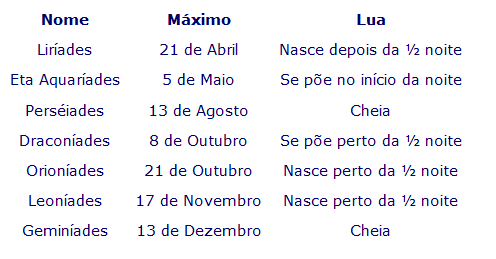 Nome Máximo Lua
Liríades 21 de Abril Nasce depois da ½ noite
Eta Aquaríades 5 de Maio Se põe no início da noite
Perséiades 13 de Agosto Cheia
Draconíades 8 de Outubro Se põe perto da ½ noite
Orioníades 21 de Outubro Nasce perto da ½ noite
Leoníades 17 de Novembro Nasce perto da ½ noite
Geminíades 13 de Dezembro Cheia